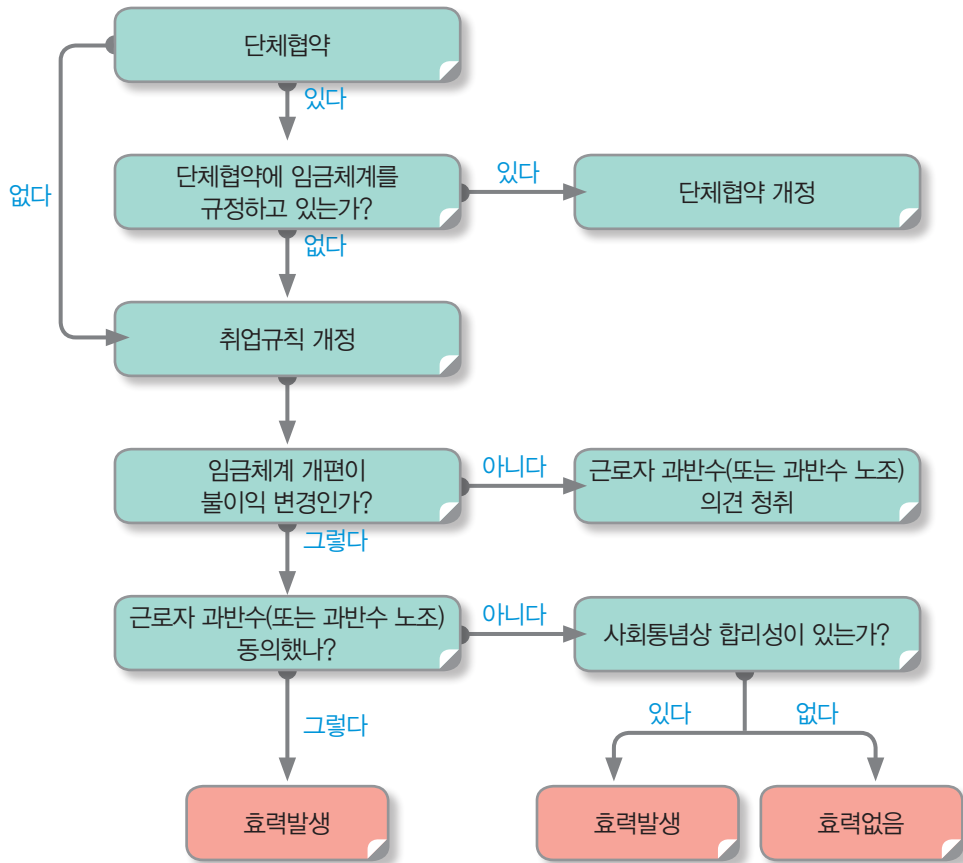 단체협약
있다
없다
단체협약에 임금체계를
규정하고 있는가?
있다
단체협약 개정
없다
취업규칙 개정
임금체계 개편이
불이익 변경인가?
아니다
근로자 과반수(또는 과반수 노조)
의견 청취
그렇다
근로자 과반수(또는 과반수 노조)
동의했나?
아니다
사회통념상 합리성이 있는가?
그렇다
있다
없다
효력발생
효력발생
효력없음